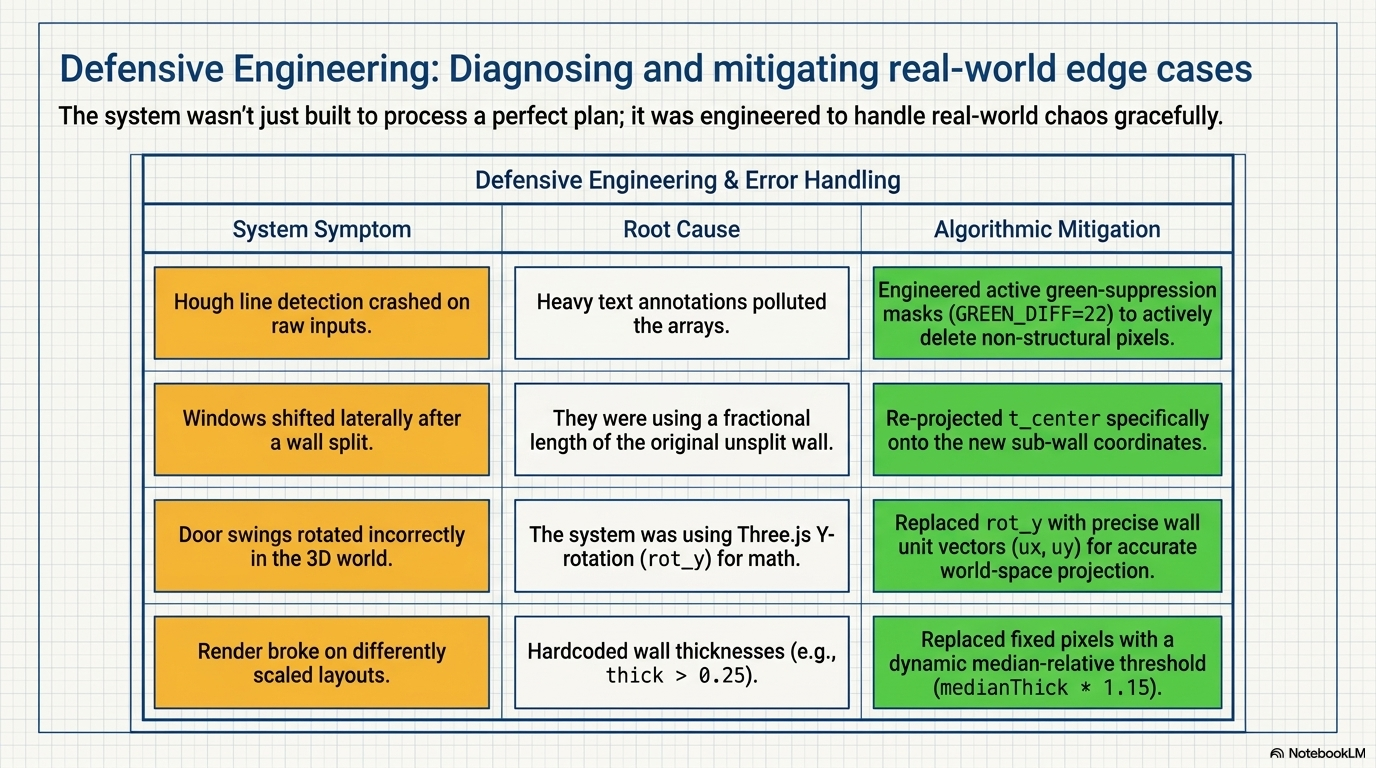 Defensive Engineering: Diagnosing and mitigating real-world edge cases
The system wasn't just built to process a perfect plan; it was engineered to handle real-world chaos gracefully.
Defensive Engineering & Error Handling
System Symptom
Root Cause
Algorithmic Mitigation
Hough line detection crashed on
raw inputs.
Heavy text annotations polluted
the arrays.
Engineered active green-suppression
masks (GREEN_DIFF=22) to actively
delete non-structural pixels.
Windows shifted laterally after
a wall split.
They were using a fractional
length of the original unsplit wall.
Re-projected t_center specifically
onto the new sub-wall coordinates.
Door swings rotated incorrectly
in the 3D world.
The system was using Three.js Y-
rotation (rot_y) for math.
Replaced rot_y with precise wall
unit vectors (ux, uy) for accurate
world-space projection.
Render broke on differently
scaled layouts.
Hardcoded wall thicknesses (e.g.,
thick > 0.25).
Replaced fixed pixels with a
dynamic median-relative threshold
(medianThick * 1.15).
NotebookLM